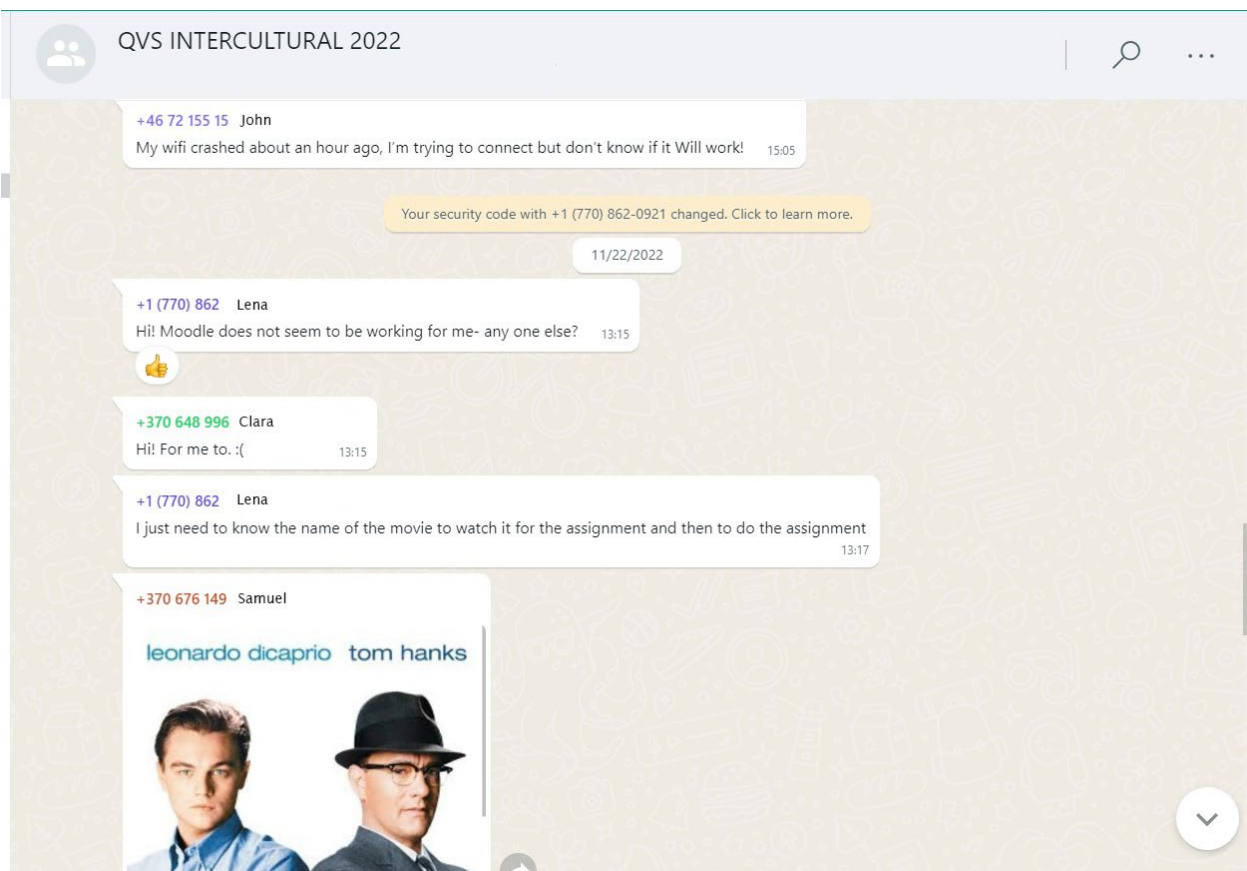 QVS INTERCULTURAL 2022
+46 72 155 15 John
My wifi crashed about an hour ago, I'm trying to connect but don't know if it Will work! 15:05
Your security code with +1 (770) 862-0921 changed. Click to learn more.
11/22/2022
+1 (770) 862 Lena
Hi! Moodle does not seem to be working for me- any one else? 13:15
+370 648 996 Clara
Hi! For me to. :( 13:15
+1 (770) 862 Lena
I just need to know the name of the movie to watch it for the assignment and then to do the assignment
13:17
+370 676 149 Samuel
leonardo dicaprio tom hanks